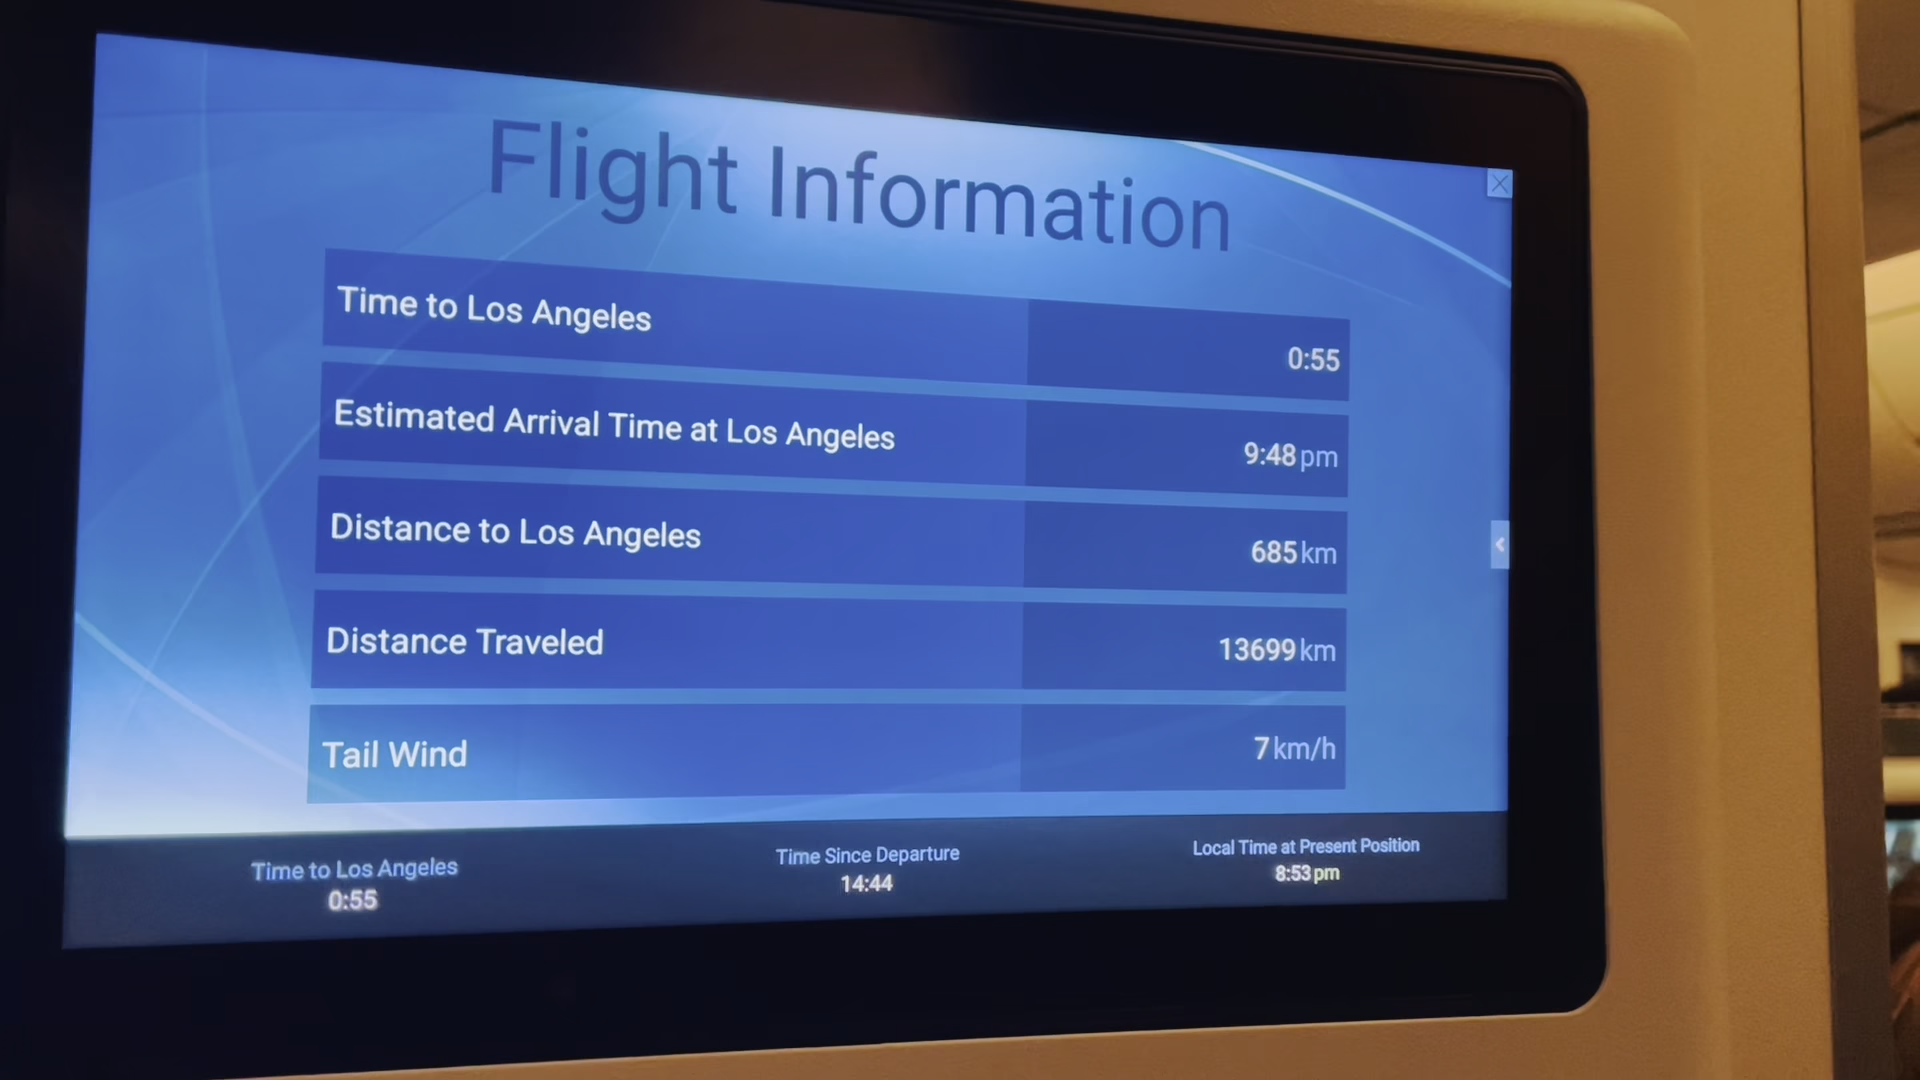 Flight Information
Time to Los Angeles 0:55
Estimated Arrival Time at Los Angeles 9:48 pm
Distance to Los Angeles 685 km
Distance Traveled 13699 km
Tail Wind 7 km/h
Time to Los Angeles
0:55
Time Since Departure
14:44
Local Time at Present Position
8:53 pm